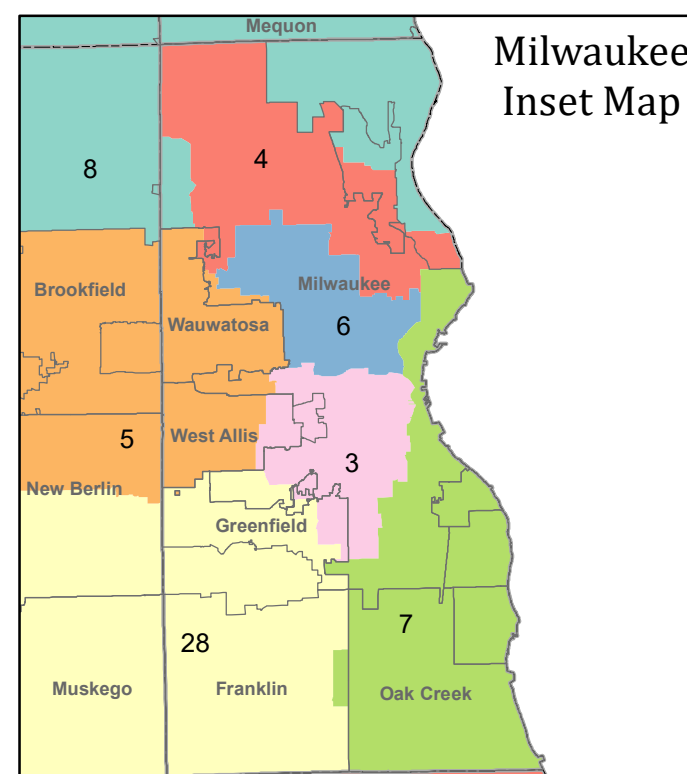 Mequon
Milwaukee
Inset Map
8
4
Brookfield
Milwaukee
Wauwatosa
6
5
West Allis
3
New Berlin
Greenfield
28
7
Muskego
Franklin
Oak Creek